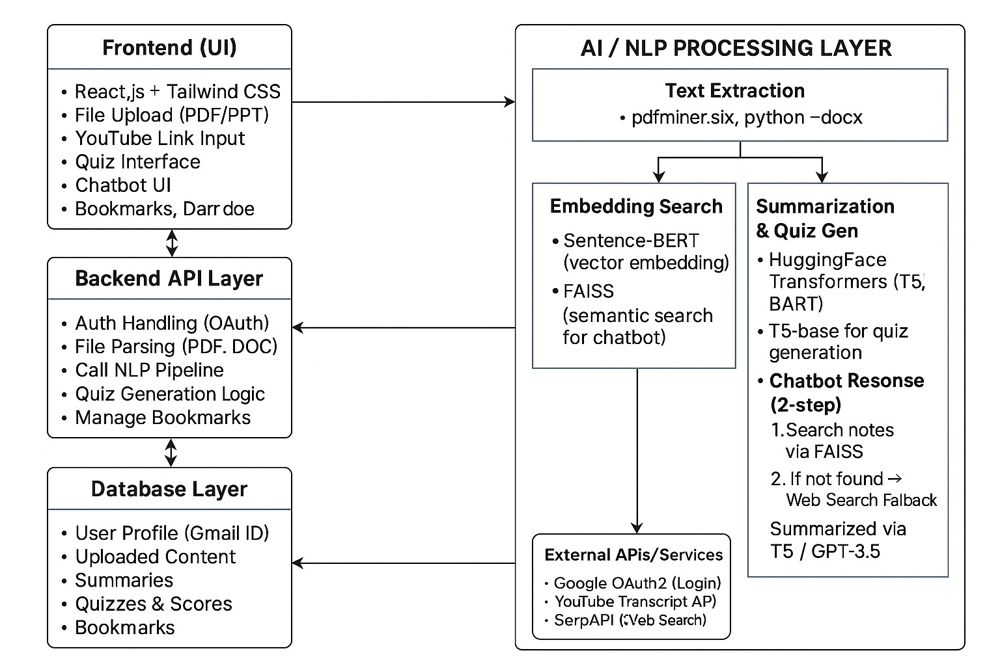 Frontend (UI)
• React,js + Tailwind CSS
• File Upload (PDF/PPT)
• YouTube Link Input
• Quiz Interface
• Chatbot UI
• Bookmarks, Darrdoe
Backend API Layer
• Auth Handling (OAuth)
• File Parsing (PDF. DOC)
• Call NLP Pipeline
• Quiz Generation Logic
• Manage Bookmarks
Database Layer
• User Profile (Gmail ID)
• Uploaded Content
• Summaries
• Quizzes & Scores
• Bookmarks
AI / NLP PROCESSING LAYER
Text Extraction
• pdfminer.six, python –docx
Embedding Search
• Sentence-BERT
(vector embedding)
• FAISS
(semantic search
for chatbot)
Summarization
& Quiz Gen
• HuggingFace
Transformers (T5,
BART)
• T5-base for quiz
generation
• Chatbot Resonse
(2-step)
1. Search notes
via FAISS
2. If not found →
Web Search Falback
Summarized via
T5 / GPT-3.5
External APis/Services
• Google OAuth2 (Login)
• YouTube Transcript AP)
• SerpAPI (Web Search)